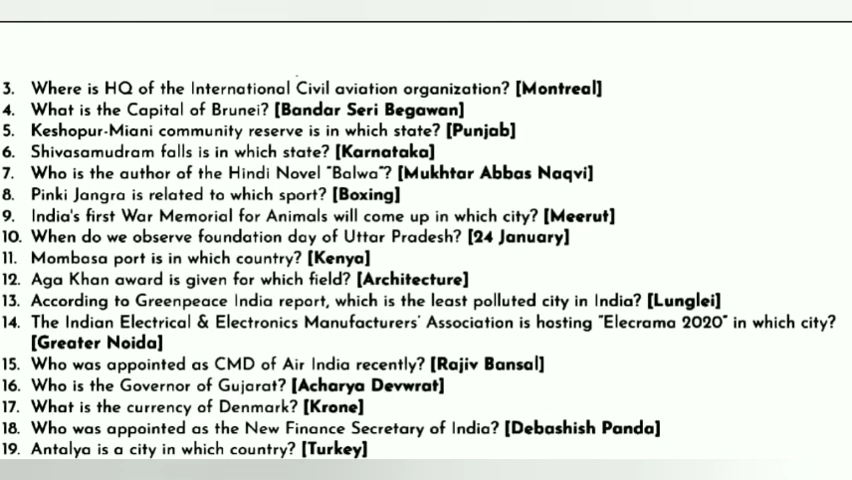 3. Where is HQ of the International Civil aviation organization? [Montreal]
4. What is the Capital of Brunei? [Bandar Seri Begawan]
5. Keshopur-Miani community reserve is in which state? [Punjab]
6. Shivasamudram falls is in which state? [Karnataka]
7. Who is the author of the Hindi Novel "Balwa"? [Mukhtar Abbas Naqvi]
8. Pinki Jangra is related to which sport? [Boxing]
9. India's first War Memorial for Animals will come up in which city? [Meerut]
10. When do we observe foundation day of Uttar Pradesh? [24 January]
11. Mombasa port is in which country? [Kenya]
12. Aga Khan award is given for which field? [Architecture]
13. According to Greenpeace India report, which is the least polluted city in India? [Lunglei]
14. The Indian Electrical & Electronics Manufacturers' Association is hosting "Elecrama 2020" in which city?
[Greater Noida]
15. Who was appointed as CMD of Air India recently? [Rajiv Bansal]
16. Who is the Governor of Gujarat? [Acharya Devwrat]
17. What is the currency of Denmark? [Krone]
18. Who was appointed as the New Finance Secretary of India? [Debashish Panda]
19. Antalya is a city in which country? [Turkey]